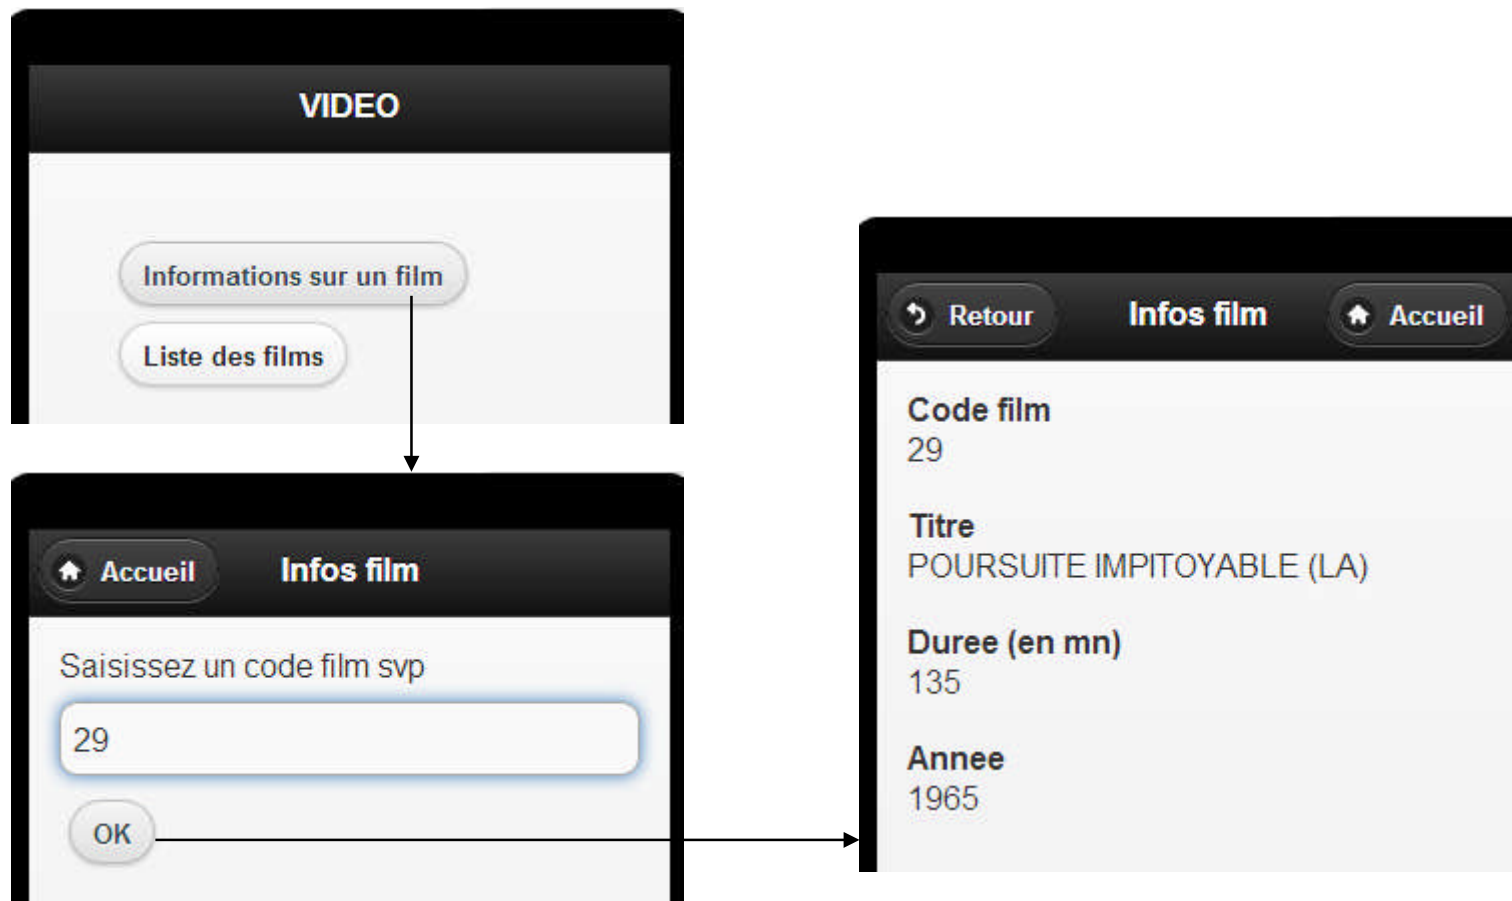 VIDEO
Informations sur un film
Liste des films
Accueil
Infos film
Saisissez un code film svp
29
OK
Retour
Infos film
Accueil
Code film
29
Titre
POURSUITE IMPITOYABLE (LA)
Duree (en mn)
135
Annee
1965